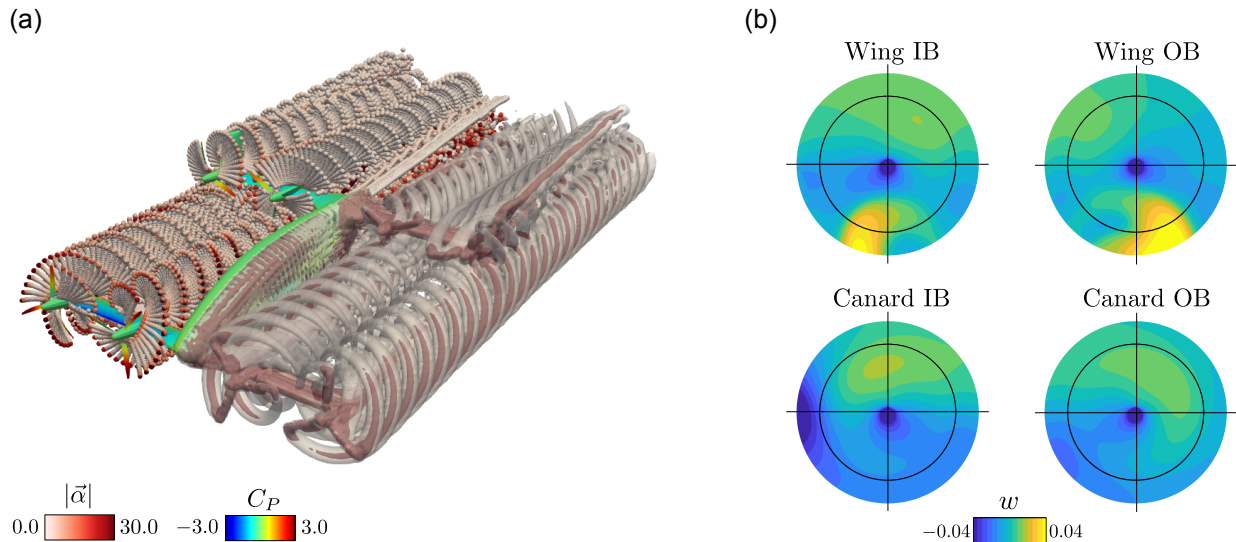 (a)
(b)
Wing IB
Wing OB
Canard IB
Canard OB
|α⃗|
0.0
30.0
C_P
−3.0
3.0
w
−0.04
0.04